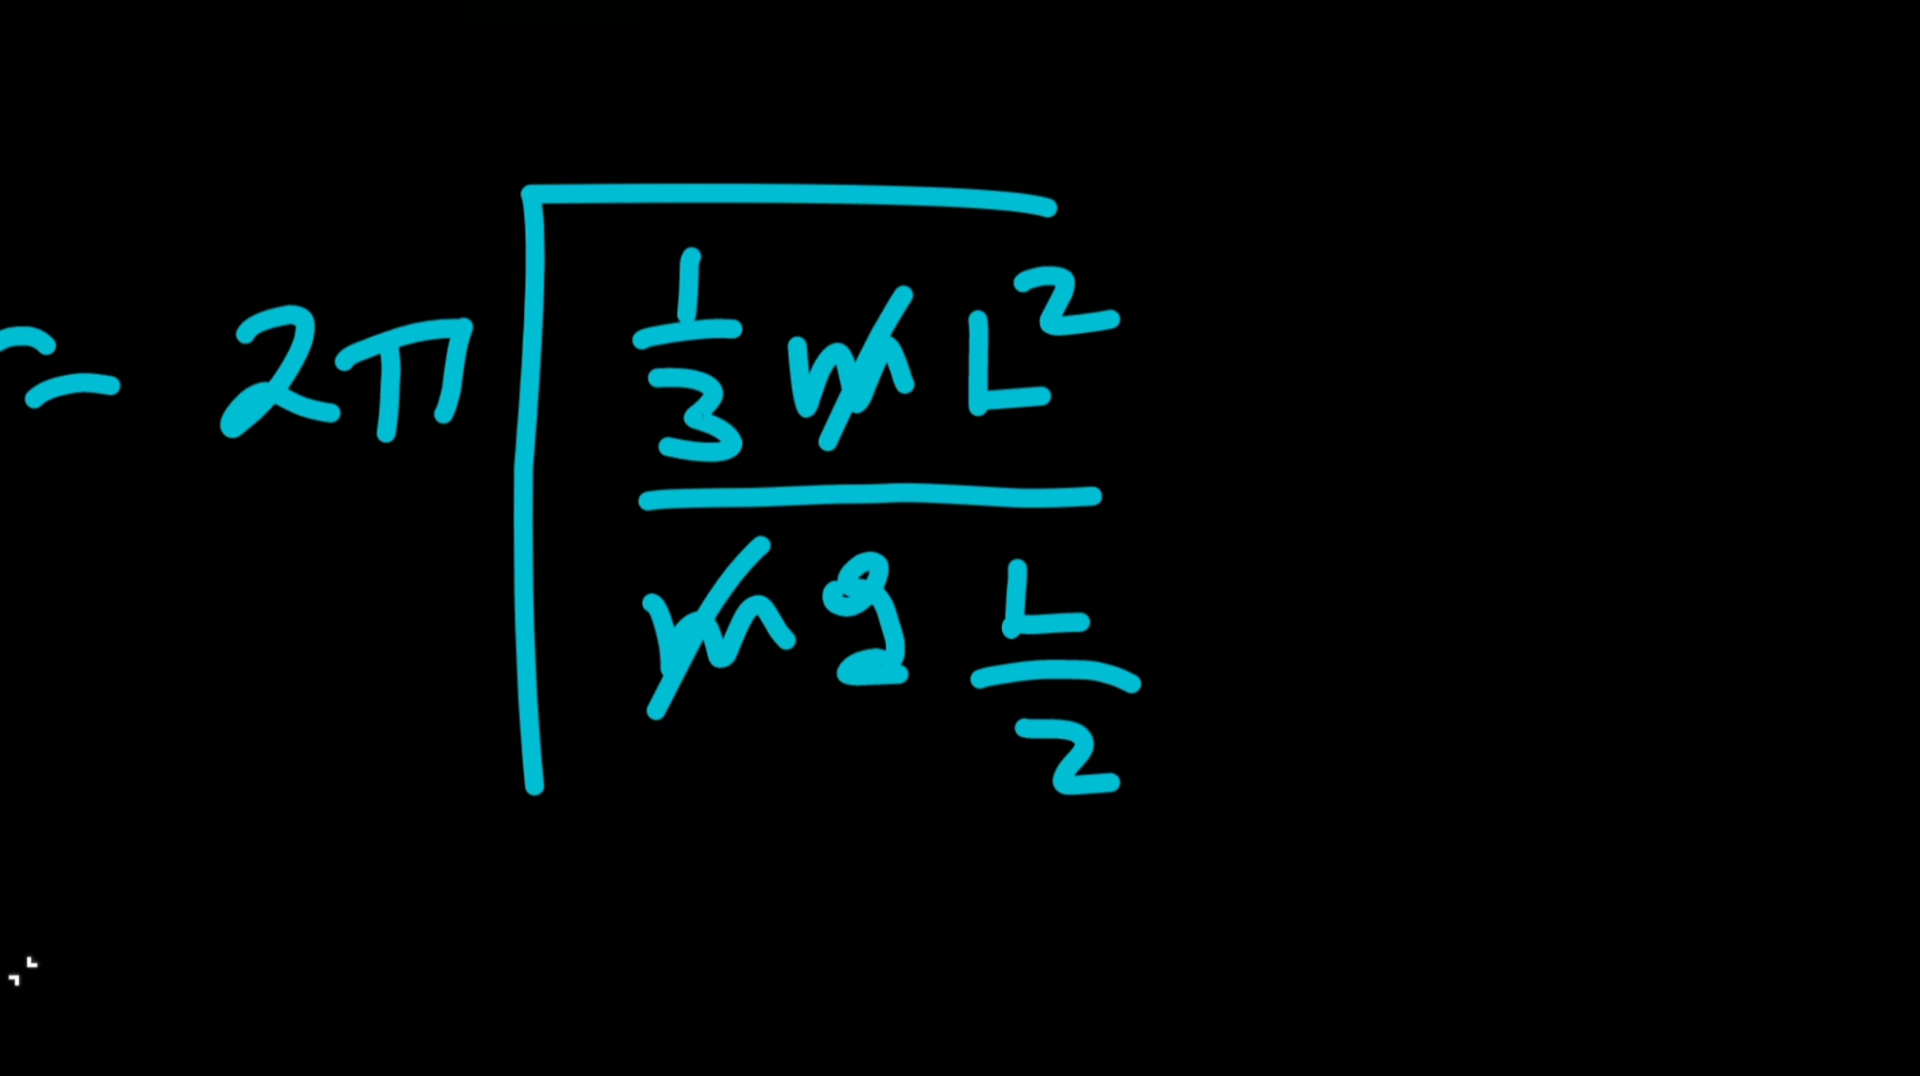 = 2π √( (1/3 m L²) / (m g L/2) )